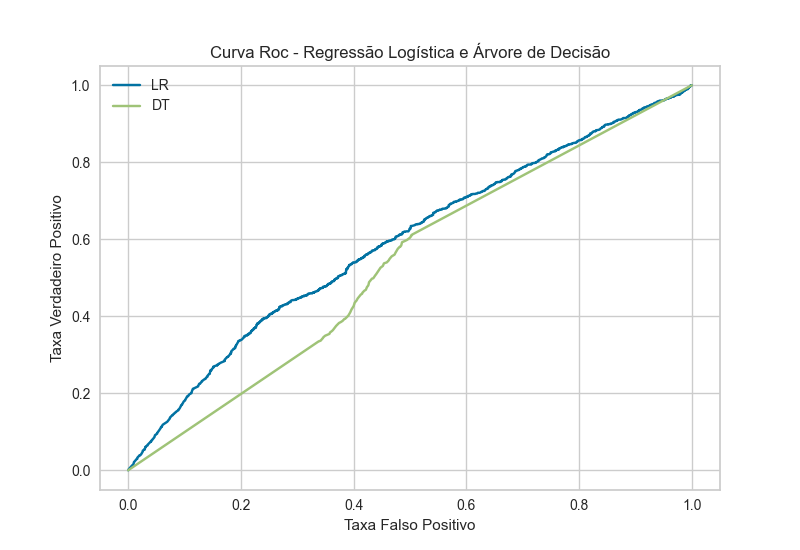 Curva Roc - Regressão Logística e Árvore de Decisão
LR
DT
1.0
0.8
0.6
0.4
0.2
0.0
Taxa Verdadeiro Positivo
0.0
0.2
0.4
0.6
0.8
1.0
Taxa Falso Positivo